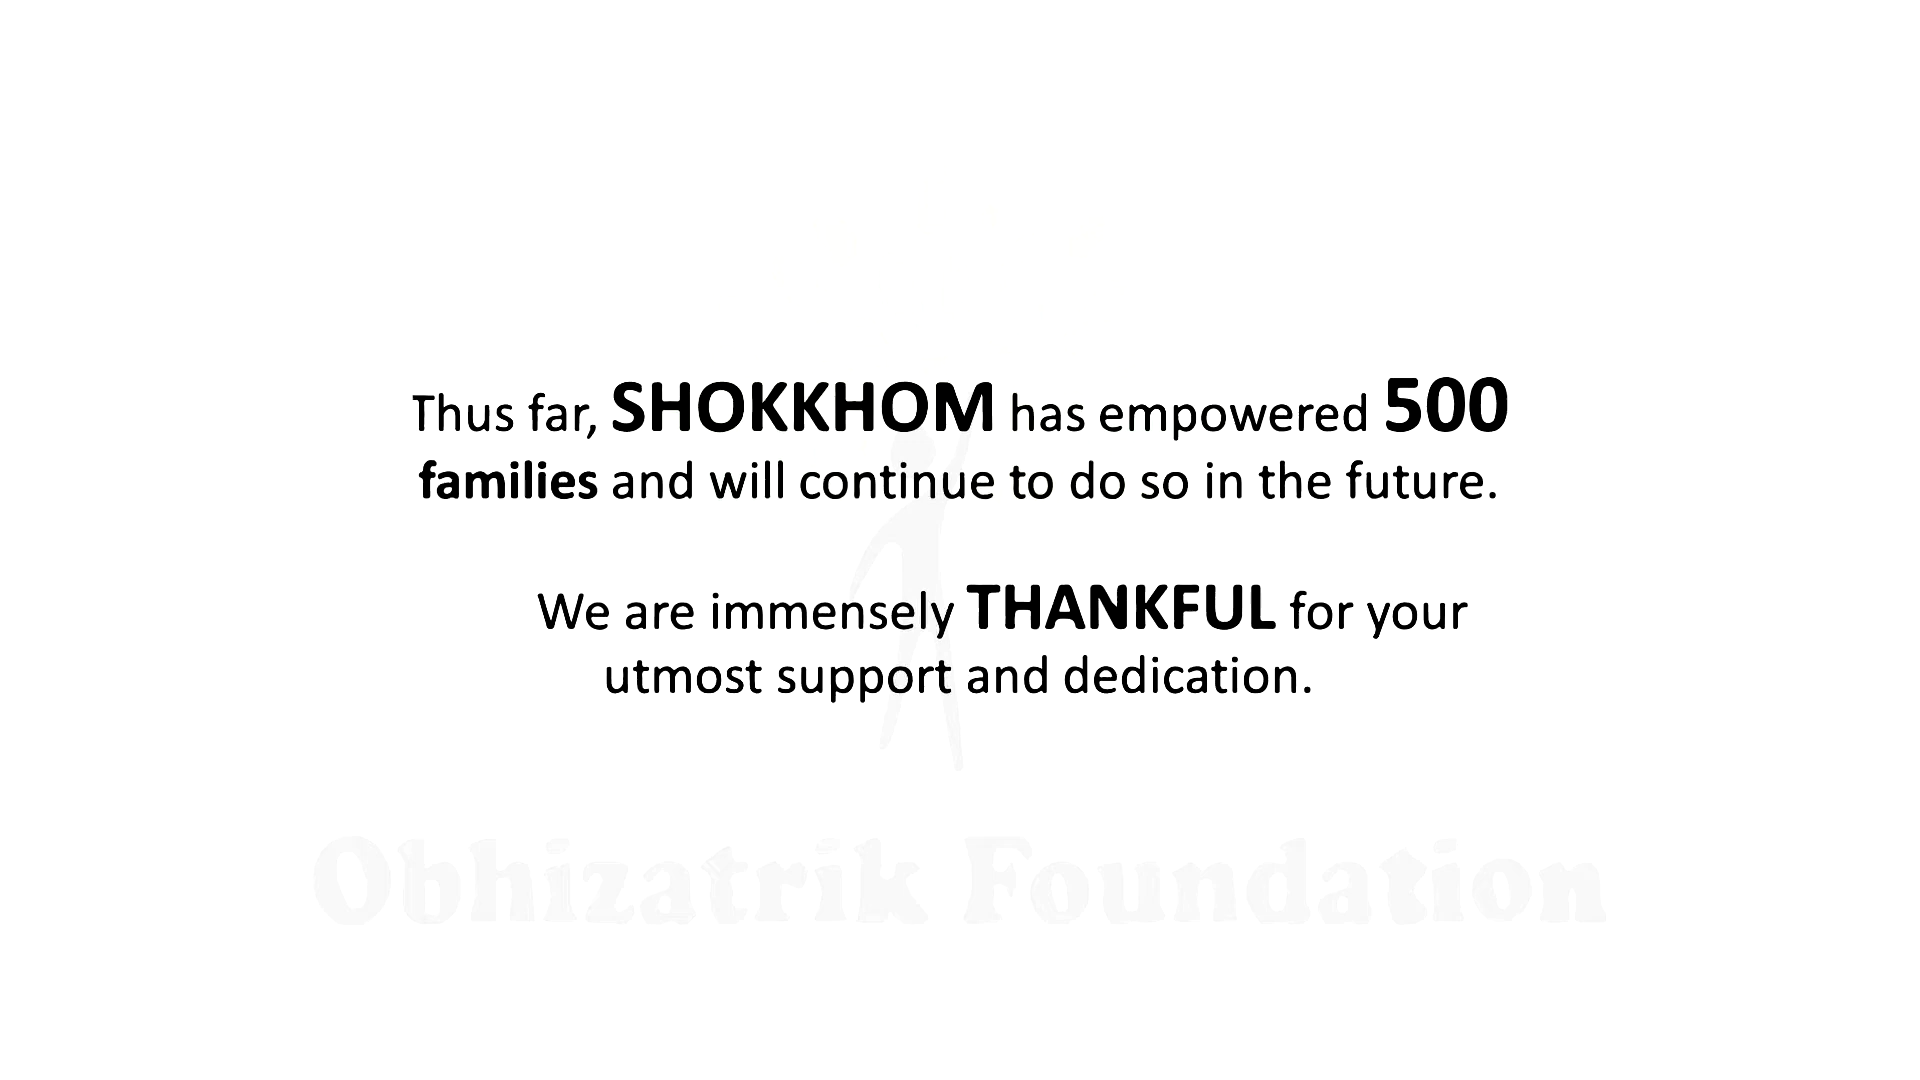 Thus far, SHOKKHOM has empowered 500
families and will continue to do so in the future.
We are immensely THANKFUL for your
utmost support and dedication.
Obhizatrik Foundation